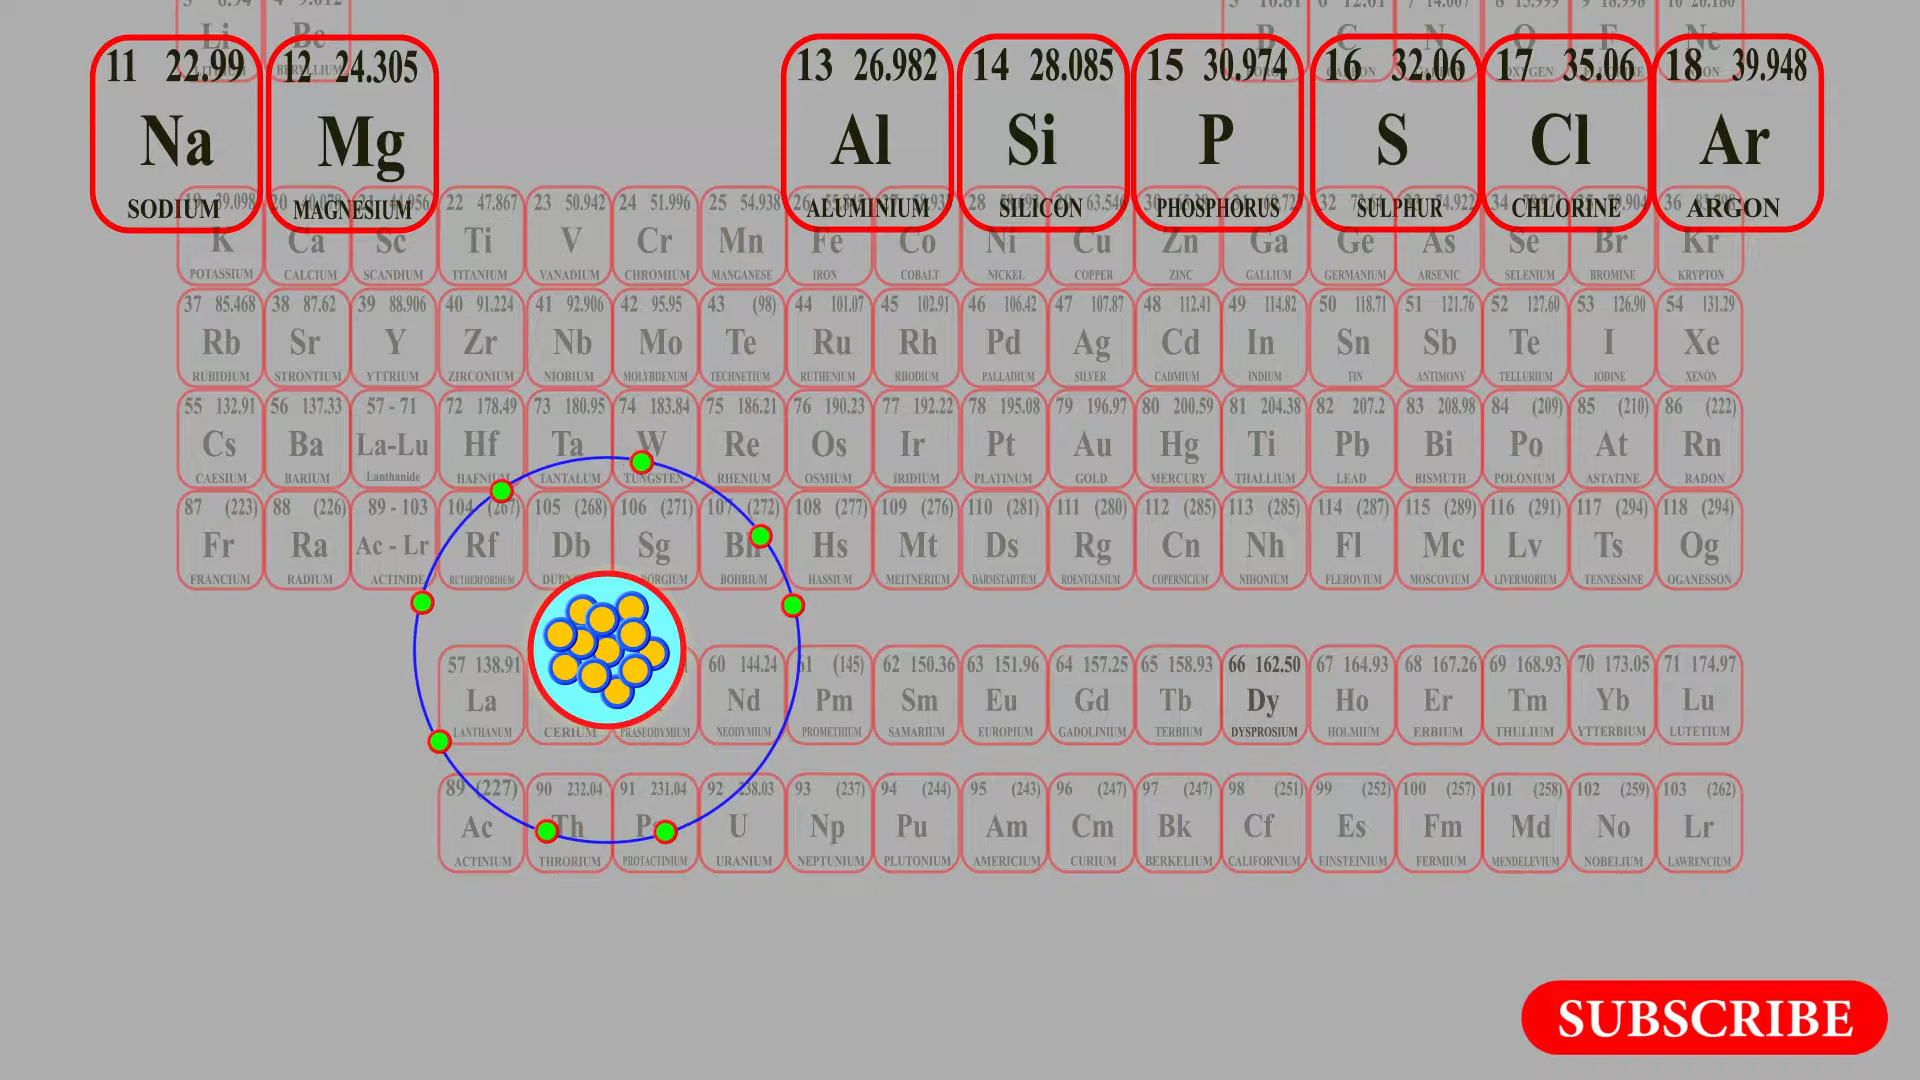 11 22.99 12 24.305 13 26.982 14 28.085 15 30.974 16 32.06 17 35.06 18 39.948
Na Mg Al Si P S Cl Ar
SODIUM MAGNESIUM ALUMINIUM SILICON PHOSPHORUS SULPHUR CHLORINE ARGON
22 47.867 23 50.942 24 51.996 25 54.938
K Ca Sc Ti V Cr Mn Fe Co Ni Cu Zn Ga Ge As Se Br Kr
POTASSIUM CALCIUM SCANDIUM TITANIUM VANADIUM CHROMIUM MANGANESE IRON COBALT NICKEL COPPER ZINC GALLIUM GERMANIUM ARSENIC SELENIUM BROMINE KRYPTON
37 85.468 38 87.62 39 88.906 40 91.224 41 92.906 42 95.95 43 (98) 44 101.07 45 102.91 46 106.42 47 107.87 48 112.41 49 114.82 50 118.71 51 121.76 52 127.60 53 126.90 54 131.29
Rb Sr Y Zr Nb Mo Te Ru Rh Pd Ag Cd In Sn Sb Te I Xe
RUBIDIUM STRONTIUM YTTRIUM ZIRCONIUM NIOBIUM MOLYBDENUM TECHNETIUM RUTHENIUM RHODIUM PALLADIUM SILVER CADMIUM INDIUM TIN ANTIMONY TELLURIUM IODINE XENON
55 132.91 56 137.33 57 - 71 72 178.49 73 180.95 74 183.84 75 186.21 76 190.23 77 192.22 78 195.08 79 196.97 80 200.59 81 204.38 82 207.2 83 208.98 84 (209) 85 (210) 86 (222)
Cs Ba La-Lu Hf Ta W Re Os Ir Pt Au Hg Ti Pb Bi Po At Rn
CAESIUM BARIUM Lanthanide HAFNIUM TANTALUM TUNGSTEN RHENIUM OSMIUM IRIDIUM PLATINUM GOLD MERCURY THALLIUM LEAD BISMUTH POLONIUM ASTATINE RADON
87 (223) 88 (226) 89 - 103 104 (267) 105 (268) 106 (271) 107 (272) 108 (277) 109 (276) 110 (281) 111 (280) 112 (285) 113 (285) 114 (287) 115 (289) 116 (291) 117 (294) 118 (294)
Fr Ra Ac - Lr Rf Db Sg Bh Hs Mt Ds Rg Cn Nh Fl Mc Lv Ts Og
FRANCIUM RADIUM ACTINIDE RUTHERFORDIUM BOHRIUM HASSIUM MEITNERIUM DARMSTADTIUM ROENTGENIUM COPERNICIUM NIHONIUM FLEROVIUM MOSCOVIUM LIVERMORIUM TENNESSINE OGANESSON
57 138.91 60 144.24 61 (145) 62 150.36 63 151.96 64 157.25 65 158.93 66 162.50 67 164.93 68 167.26 69 168.93 70 173.05 71 174.97
La Nd Pm Sm Eu Gd Tb Dy Ho Er Tm Yb Lu
LANTHANUM CERIUM PRASEODYMIUM NEODYMIUM PROMETHIUM SAMARIUM EUROPIUM GADOLINIUM TERBIUM DYSPROSIUM HOLMIUM ERBIUM THULIUM YTTERBIUM LUTETIUM
89 (227) 90 232.04 91 231.04 92 238.03 93 (237) 94 (244) 95 (243) 96 (247) 97 (247) 98 (251) 99 (252) 100 (257) 101 (258) 102 (259) 103 (262)
Ac Th U Np Pu Am Cm Bk Cf Es Fm Md No Lr
ACTINIUM THRORIUM PROTACTINIUM URANIUM NEPTUNIUM PLUTONIUM AMERICIUM CURIUM BERKELIUM CALIFORNIUM EINSTEINIUM FERMIUM MENDELEVIUM NOBELIUM LAWRENCIUM
SUBSCRIBE